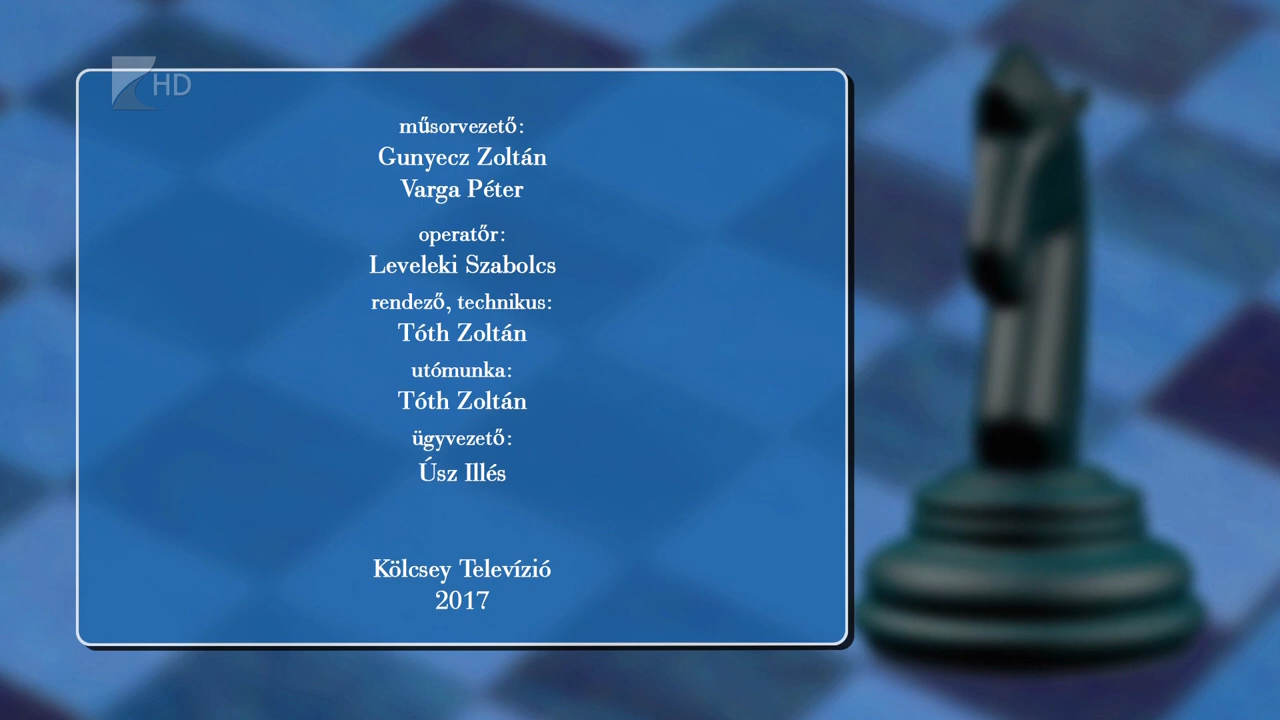 HD
műsorvezető:
Gunyecz Zoltán
Varga Péter
operatőr:
Leveleki Szabolcs
rendező, technikus:
Tóth Zoltán
utómunka:
Tóth Zoltán
ügyvezető:
Úsz Illés
Kölcsey Televízió
2017